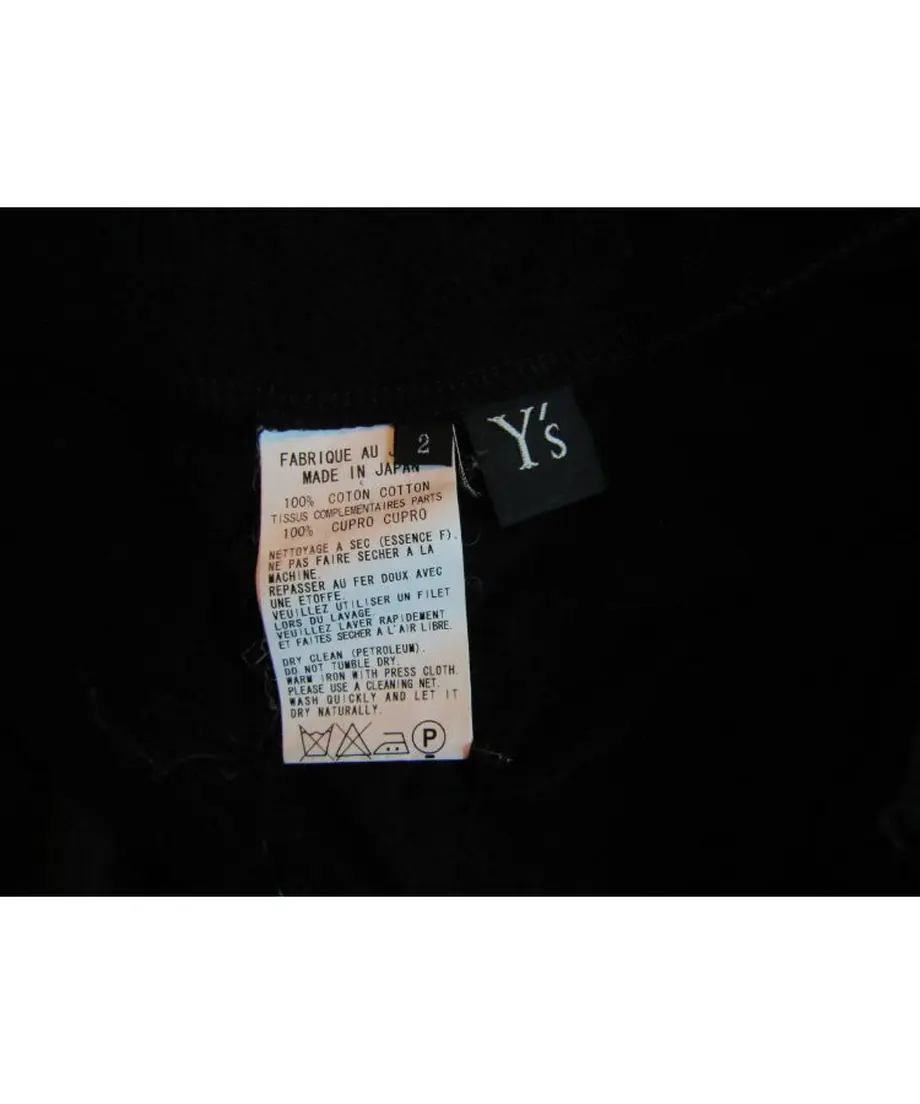 Y's
2
FABRIQUE AU J
MADE IN JAPAN
100% COTON COTTON
TISSUS COMPLEMENTAIRES PARTS
100% CUPRO CUPRO
NETTOYAGE A SEC (ESSENCE F).
NE PAS FAIRE SECHER A LA
MACHINE.
REPASSER AU FER DOUX AVEC
UNE ETOFFE.
VEUILLEZ UTILISER UN FILET
LORS DU LAVAGE.
VEUILLEZ LAVER RAPIDEMENT
ET FAITES SECHER A L'AIR LIBRE.
DRY CLEAN (PETROLEUM).
DO NOT TUMBLE DRY.
WARM IRON WITH PRESS CLOTH.
PLEASE USE A CLEANING NET.
WASH QUICKLY AND LET IT
DRY NATURALLY.
P